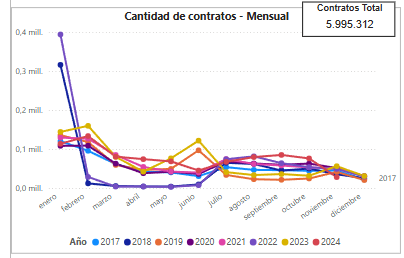 Cantidad de contratos - Mensual
Contratos Total
5.995.312
0,4 mill.
0,3 mill.
0,2 mill.
0,1 mill.
0,0 mill.
2017
enero
febrero
marzo
abril
mayo
junio
julio
agosto
septiembre
octubre
noviembre
diciembre
Año 2017 2018 2019 2020 2021 2022 2023 2024